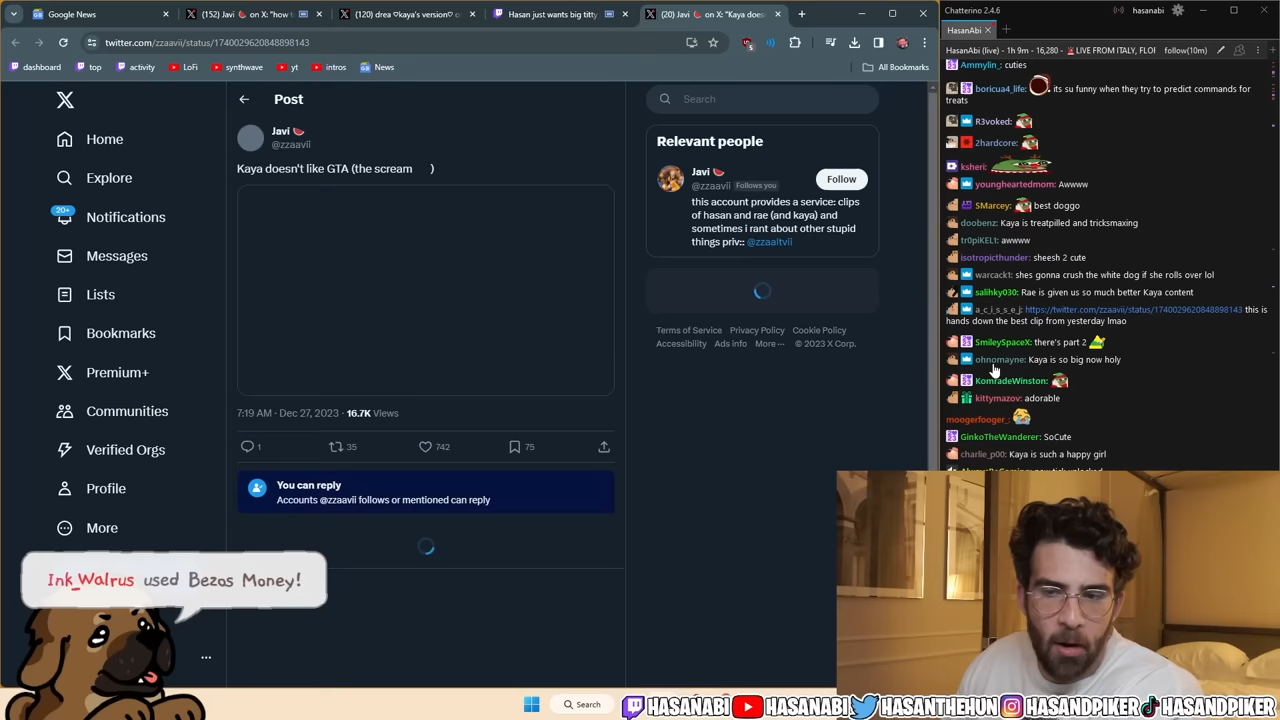 Google News
(152) Javi 🍉 on X: "how t
(120) drea ♡kaya's version♡ o
Hasan just wants big titty
(20) Javi 🍉 on X: "Kaya does
twitter.com/zzaavii/status/1740029620848898143
dashboard
top
activity
LoFi
synthwave
yt
intros
News
All Bookmarks
Home
Explore
20+
Notifications
Messages
Lists
Bookmarks
Premium+
Communities
Verified Orgs
Profile
More
Post
Javi 🍉
@zzaavii
Kaya doesn't like GTA (the scream )
7:19 AM · Dec 27, 2023 · 16.7K Views
1 35 742 75
You can reply
Accounts @zzaavii follows or mentioned can reply
Search
Relevant people
Javi 🍉
@zzaavii Follows you
Follow
this account provides a service: clips
of hasan and rae (and kaya) and
sometimes i rant about other stupid
things priv:: @zzaaltvii
Terms of Service Privacy Policy Cookie Policy
Accessibility Ads info More ··· © 2023 X Corp.
Chatterino 2.4.6
hasanabi
HasanAbi
HasanAbi (live) - 1h 9m - 16,280 - LIVE FROM ITALY, FLOI
follow(10m)
Ammylin_: cuties
boricua4_life: its su funny when they try to predict commands for
treats
R3voked:
2hardcore:
ksheri:
youngheartedmom: Awwww
SMarcey: best doggo
doobenz: Kaya is treatpilled and tricksmaxing
tr0piKEL1: awwww
isotropicthunder: sheesh 2 cute
warcack1: shes gonna crush the white dog if she rolls over lol
salihky030: Rae is given us so much better Kaya content
a_c_i_s_s_e_j: https://twitter.com/zzaavii/status/1740029620848898143 this is
hands down the best clip from yesterday lmao
SmileySpaceX: there's part 2
ohnomayne: Kaya is so big now holy
KomradeWinston:
kittymazov: adorable
moogerfooger_:
GinkoTheWanderer: SoCute
charlie_p00: Kaya is such a happy girl
Ink_Walrus used Bezos Money!
Search
HASANABI
HASANABI
HASANTHEHUN
HASANDPIKER
HASANDPIKER